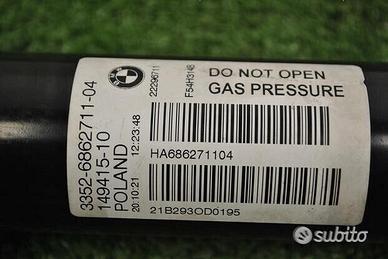 BMW
22296711
F54H3148
DO NOT OPEN
GAS PRESSURE
3352-6862711-04
149415-10
POLAND
20:10:21 12:23:48
HA686271104
21B293OD0195
subito